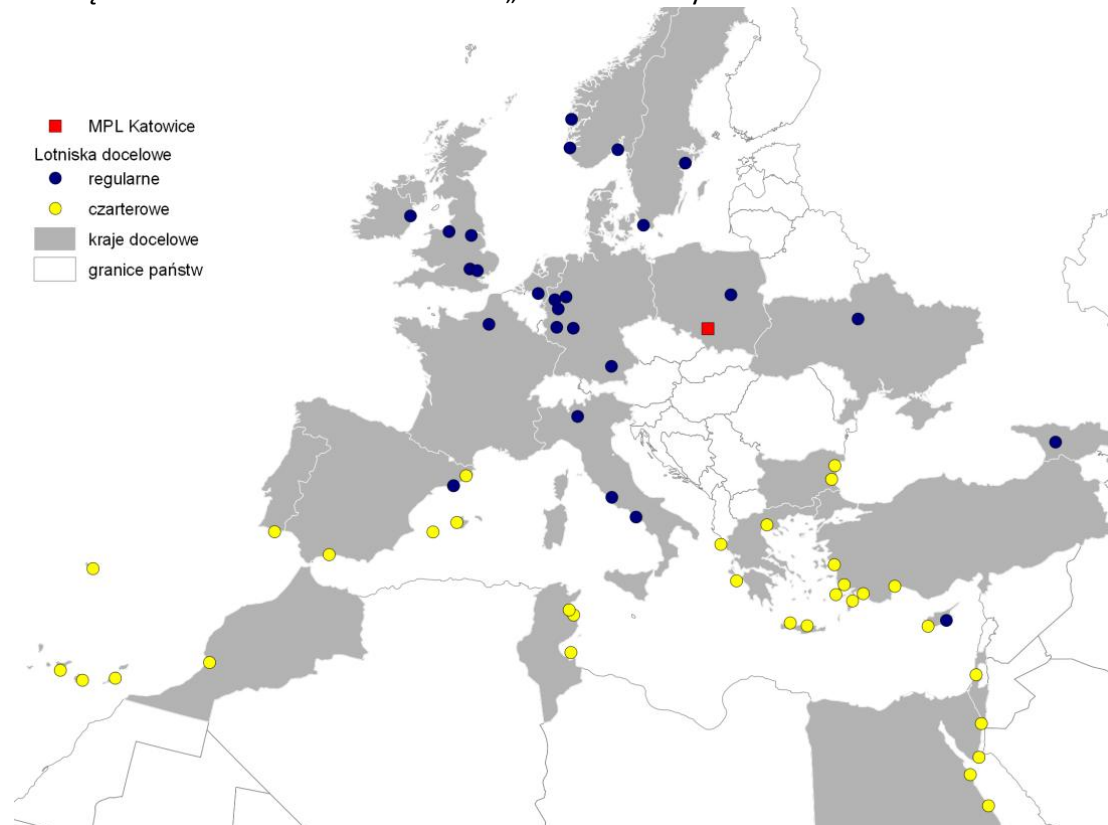 MPL Katowice
Lotniska docelowe
regularne
czarterowe
kraje docelowe
granice państw